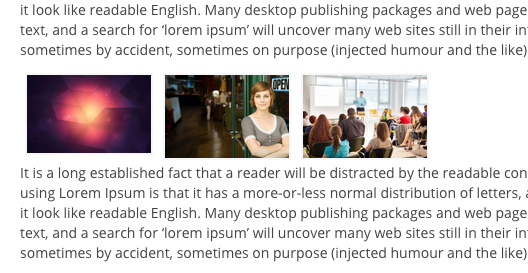 it look like readable English. Many desktop publishing packages and web page
text, and a search for ‘lorem ipsum’ will uncover many web sites still in their
sometimes by accident, sometimes on purpose (injected humour and the like)
OPEN
It is a long established fact that a reader will be distracted by the readable
using Lorem Ipsum is that it has a more-or-less normal distribution of letters,
it look like readable English. Many desktop publishing packages and web page
text, and a search for ‘lorem ipsum’ will uncover many web sites still in their
sometimes by accident, sometimes on purpose (injected humour and the like)